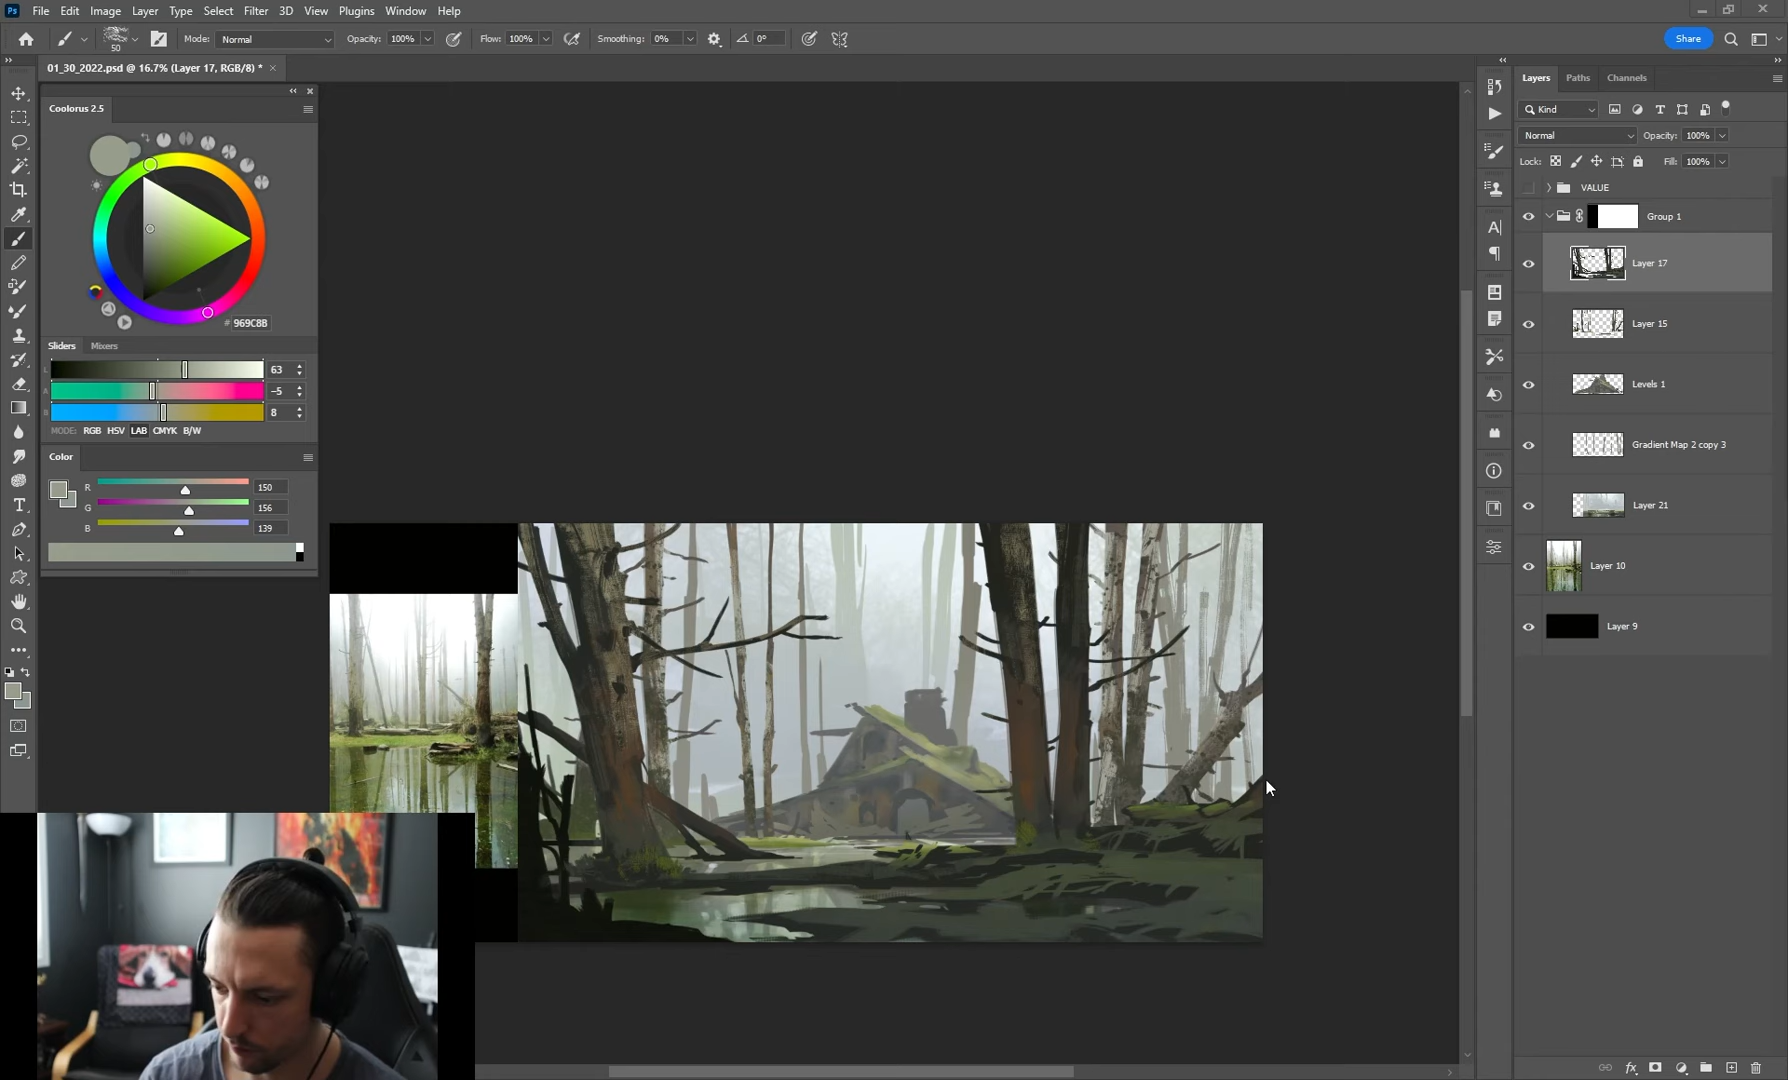 Ps File Edit Image Layer Type Select Filter 3D View Plugins Window Help
50 Mode: Normal Opacity: 100% Flow: 100% Smoothing: 0% 0° Share
01_30_2022.psd @ 16.7% (Layer 17, RGB/8) * ×
Coolorus 2.5
# 969C8B
Sliders Mixers
L 63
A -5
B 8
MODE: RGB HSV LAB CMYK B/W
Color
R 150
G 156
B 139
Layers Paths Channels
Kind
Normal Opacity: 100%
Lock: Fill: 100%
VALUE
Group 1
Layer 17
Layer 15
Levels 1
Gradient Map 2 copy 3
Layer 21
Layer 10
Layer 9
fx